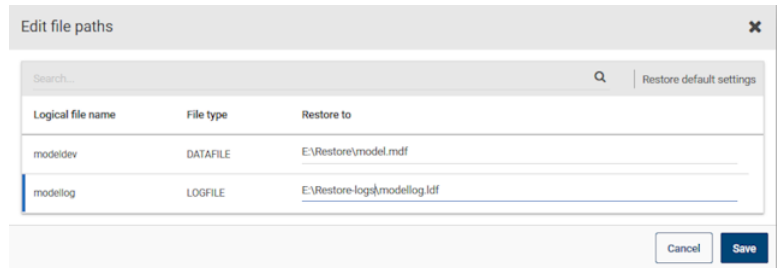 Edit file paths
Search...
Restore default settings
Logical file name File type Restore to
modeldev DATAFILE E:\Restore\model.mdf
modellog LOGFILE E:\Restore-logs\modellog.ldf
Cancel Save